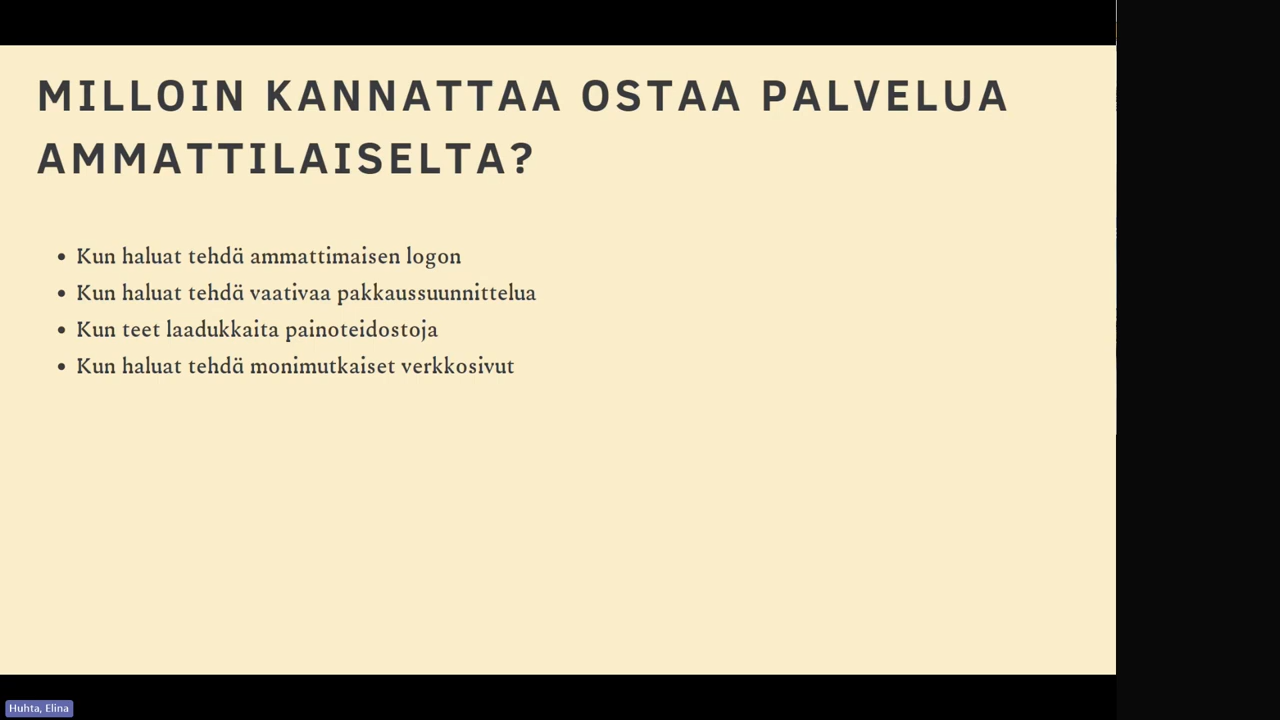 MILLOIN KANNATTAA OSTAA PALVELUA
AMMATTILAISELTA?
• Kun haluat tehdä ammattimaisen logon
• Kun haluat tehdä vaativaa pakkaussuunnittelua
• Kun teet laadukkaita painoteidostoja
• Kun haluat tehdä monimutkaiset verkkosivut
Huhta, Elina